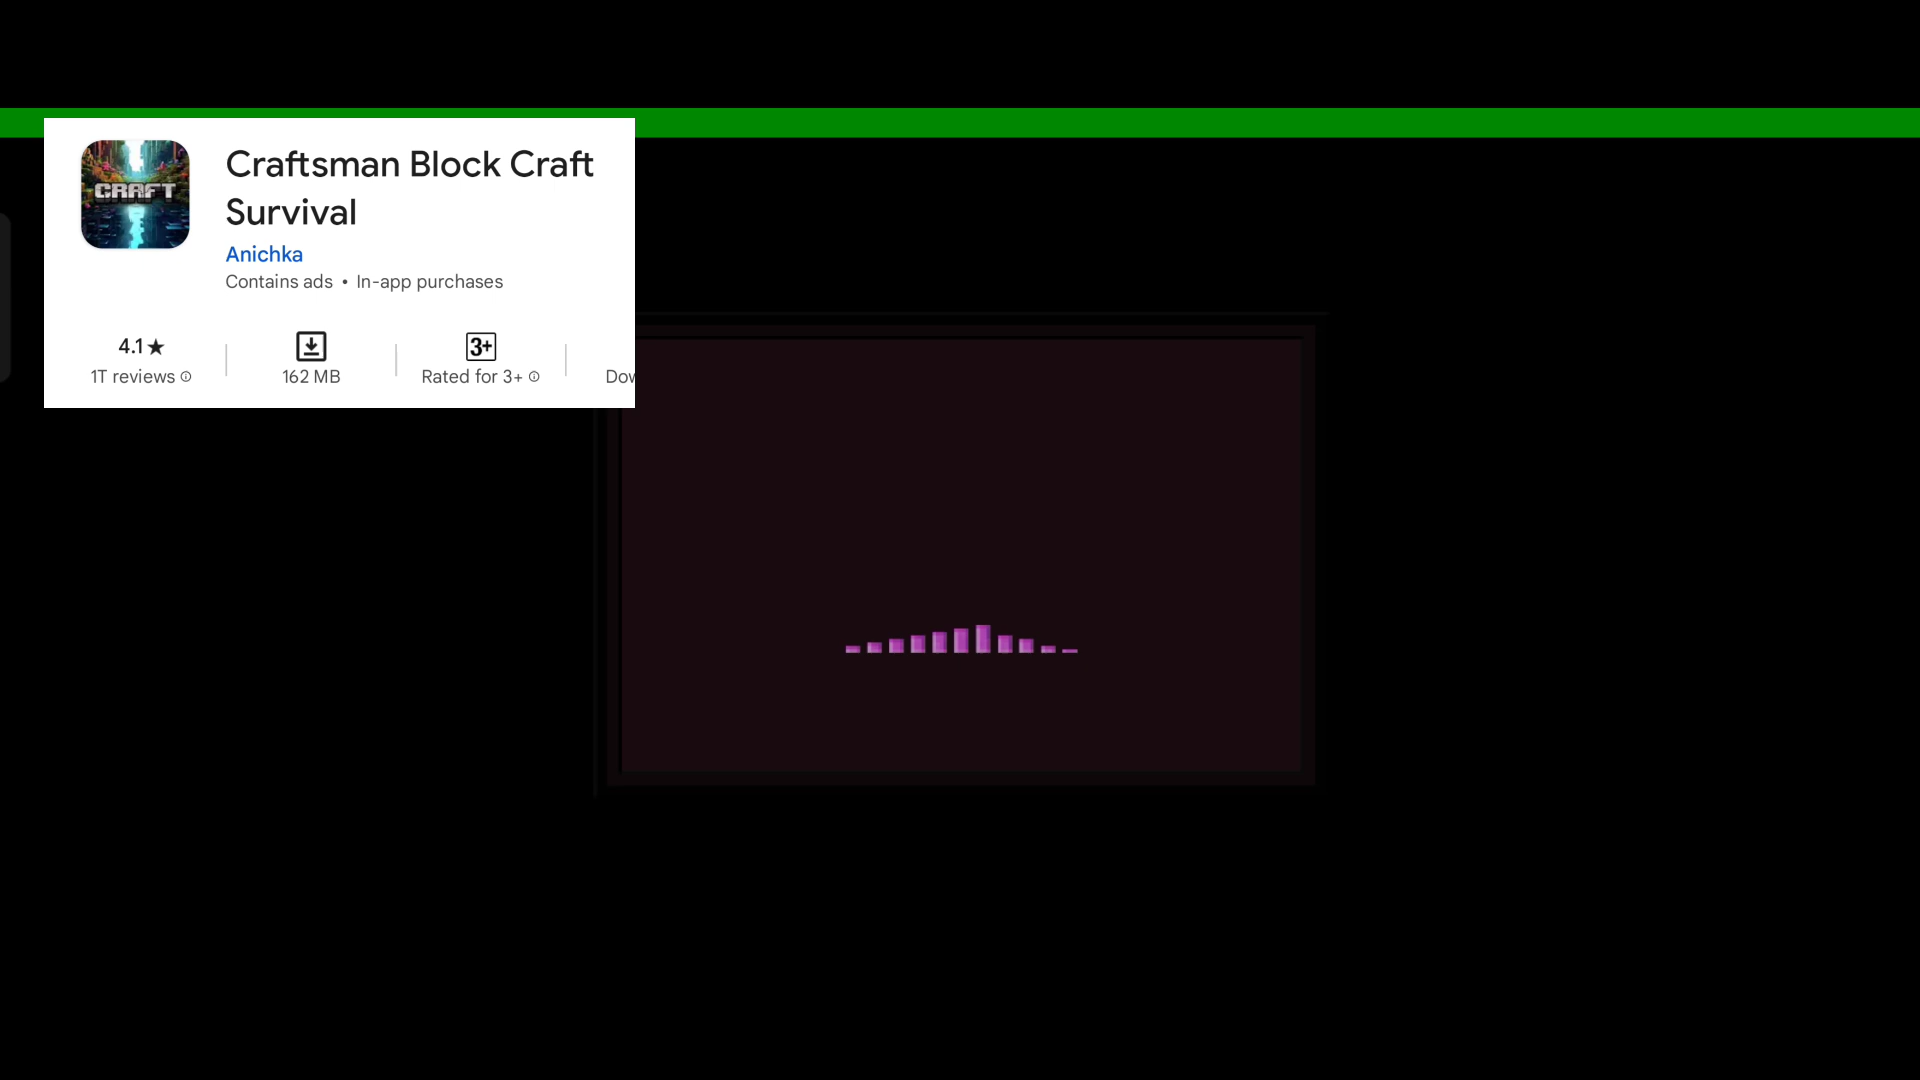 CRAFT
Craftsman Block Craft
Survival
Anichka
Contains ads • In-app purchases
4.1★
3+
1T reviews
162 MB
Rated for 3+